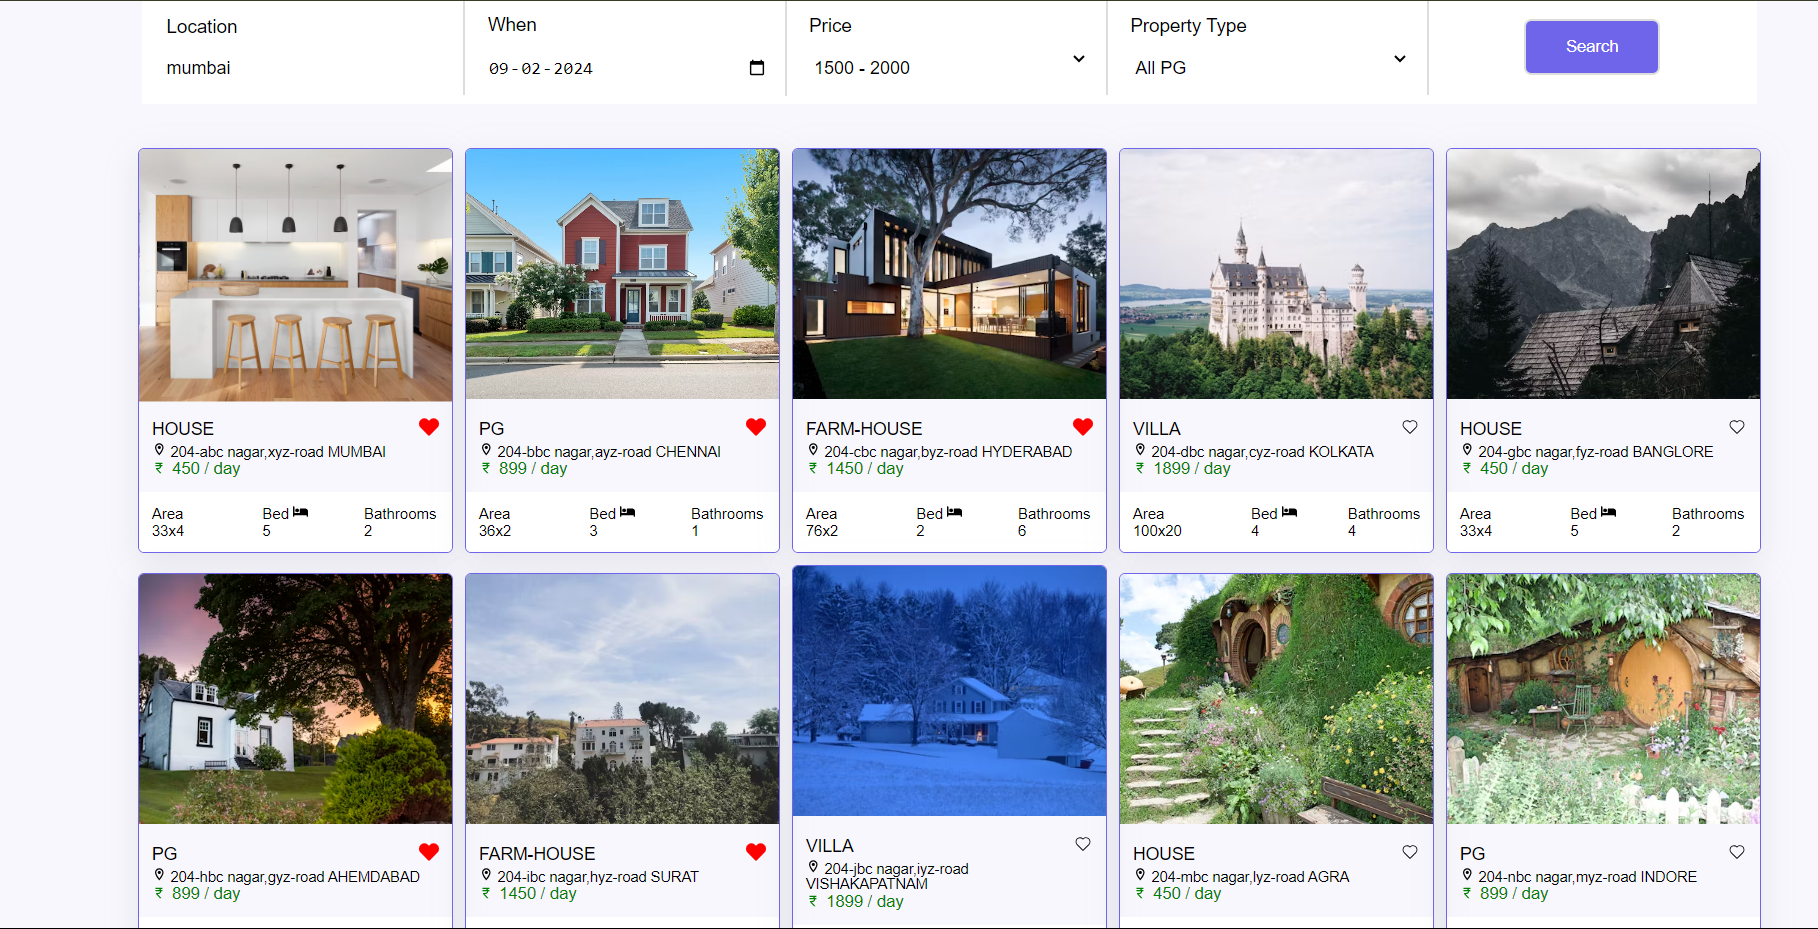 Location
mumbai
When
09-02-2024
Price
1500 - 2000
Property Type
All PG
Search
HOUSE
204-abc nagar,xyz-road MUMBAI
₹ 450 / day
Area
33x4
Bed
5
Bathrooms
2
PG
204-bbc nagar,ayz-road CHENNAI
₹ 899 / day
Area
36x2
Bed
3
Bathrooms
1
FARM-HOUSE
204-cbc nagar,byz-road HYDERABAD
₹ 1450 / day
Area
76x2
Bed
2
Bathrooms
6
VILLA
204-dbc nagar,cyz-road KOLKATA
₹ 1899 / day
Area
100x20
Bed
4
Bathrooms
4
HOUSE
204-gbc nagar,fyz-road BANGLORE
₹ 450 / day
Area
33x4
Bed
5
Bathrooms
2
PG
204-hbc nagar,gyz-road AHEMDABAD
₹ 899 / day
FARM-HOUSE
204-ibc nagar,hyz-road SURAT
₹ 1450 / day
VILLA
204-jbc nagar,iyz-road
VISHAKAPATNAM
₹ 1899 / day
HOUSE
204-mbc nagar,lyz-road AGRA
₹ 450 / day
PG
204-nbc nagar,myz-road INDORE
₹ 899 / day